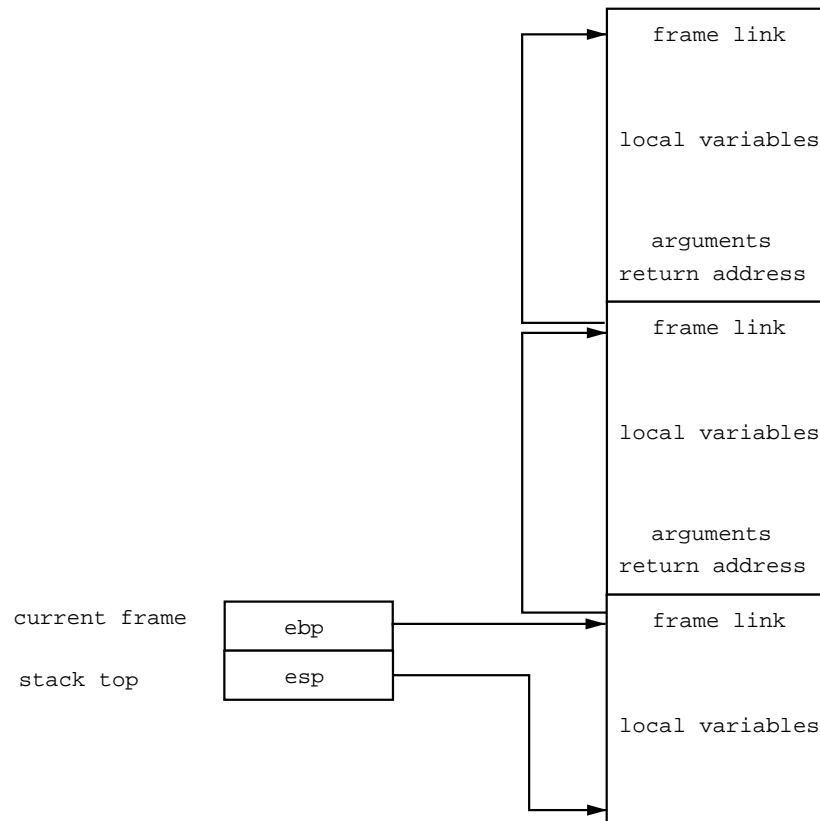 frame link
local variables
arguments
return address
frame link
local variables
arguments
return address
current frame
ebp
frame link
stack top
esp
local variables